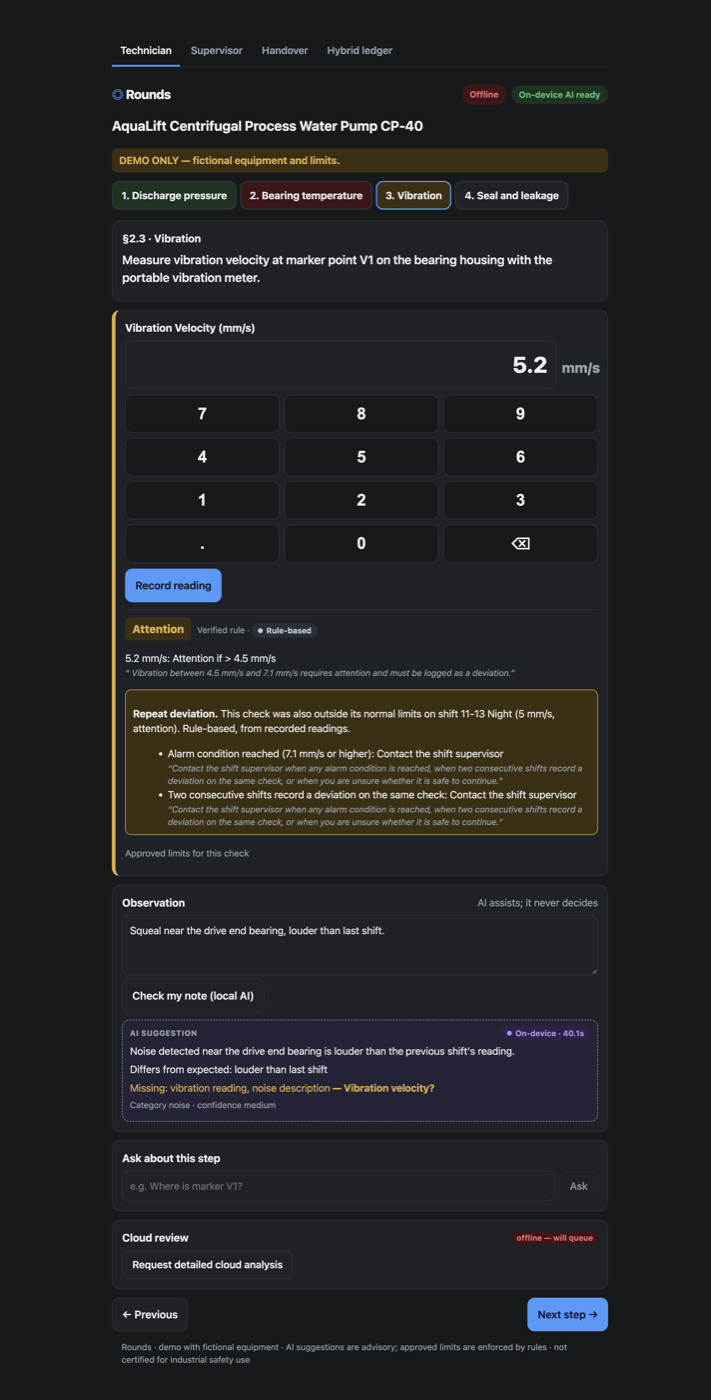 Technician Supervisor Handover Hybrid ledger
Rounds
Offline On-device AI ready
AquaLift Centrifugal Process Water Pump CP-40
DEMO ONLY — fictional equipment and limits.
1. Discharge pressure 2. Bearing temperature 3. Vibration 4. Seal and leakage
§2.3 · Vibration
Measure vibration velocity at marker point V1 on the bearing housing with the
portable vibration meter.
Vibration Velocity (mm/s)
5.2 mm/s
7 8 9
4 5 6
1 2 3
. 0 ⌫
Record reading
Attention Verified rule · ● Rule-based
5.2 mm/s: Attention if > 4.5 mm/s
“ Vibration between 4.5 mm/s and 7.1 mm/s requires attention and must be logged as a deviation.”
Repeat deviation. This check was also outside its normal limits on shift 11-13 Night (5 mm/s,
attention). Rule-based, from recorded readings.
• Alarm condition reached (7.1 mm/s or higher): Contact the shift supervisor
“Contact the shift supervisor when any alarm condition is reached, when two consecutive shifts record a
deviation on the same check, or when you are unsure whether it is safe to continue.”
• Two consecutive shifts record a deviation on the same check: Contact the shift supervisor
“Contact the shift supervisor when any alarm condition is reached, when two consecutive shifts record a
deviation on the same check, or when you are unsure whether it is safe to continue.”
Approved limits for this check
Observation AI assists; it never decides
Squeal near the drive end bearing, louder than last shift.
Check my note (local AI)
AI SUGGESTION ● On-device · 40.1s
Noise detected near the drive end bearing is louder than the previous shift's reading.
Differs from expected: louder than last shift
Missing: vibration reading, noise description — Vibration velocity?
Category noise · confidence medium
Ask about this step
e.g. Where is marker V1? Ask
Cloud review offline — will queue
Request detailed cloud analysis
← Previous Next step →
Rounds · demo with fictional equipment · AI suggestions are advisory; approved limits are enforced by rules · not
certified for industrial safety use